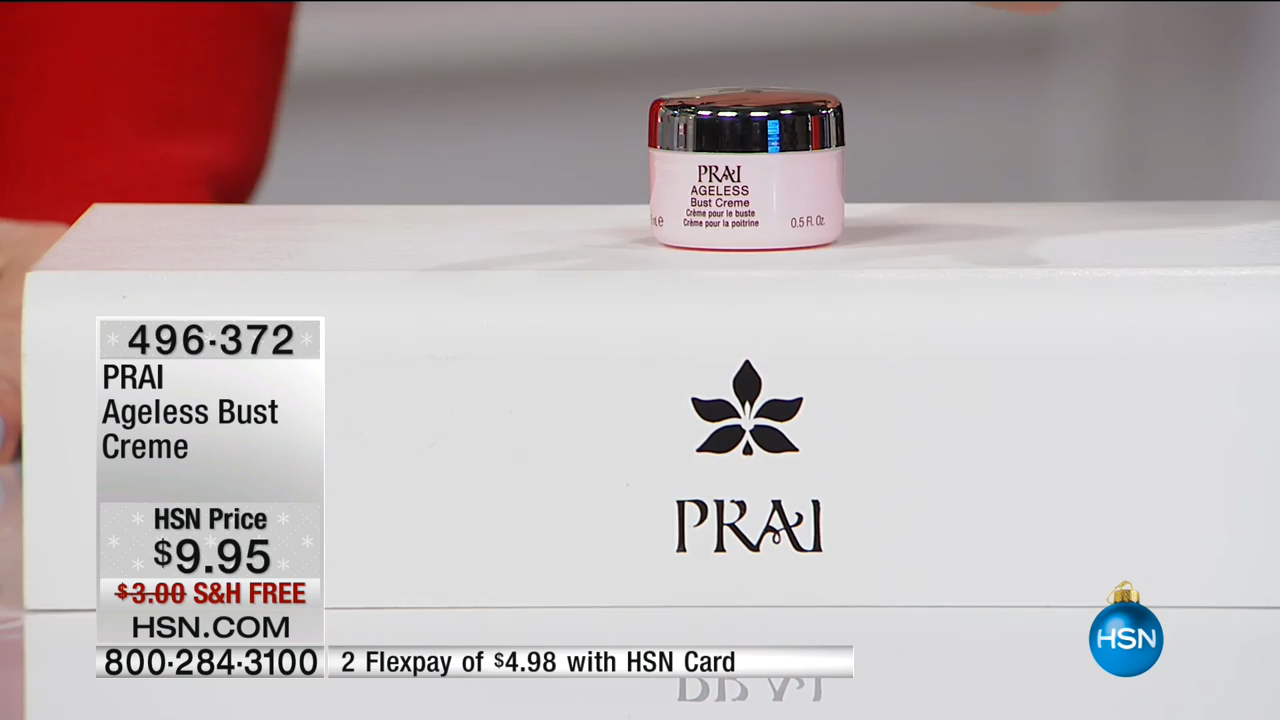 PRAI
AGELESS
Bust Creme
Crème pour le buste
Crème pour la poitrine
0.5 Fl. Oz.
496-372
PRAI
Ageless Bust
Creme
HSN Price
$9.95
$3.00 S&H FREE
HSN.COM
800-284-3100
2 Flexpay of $4.98 with HSN Card
PRAI
HSN